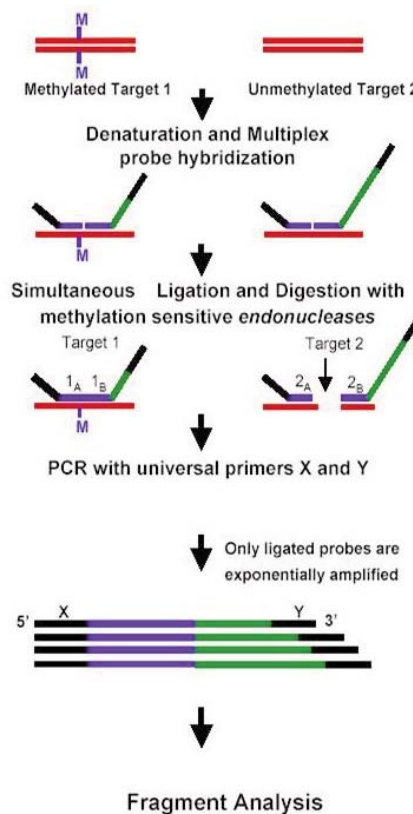 M
M
Methylated Target 1 Unmethylated Target 2
Denaturation and Multiplex
probe hybridization
M
Simultaneous Ligation and Digestion with
methylation sensitive endonucleases
Target 1 Target 2
1A 1B 2A 2B
M
PCR with universal primers X and Y
Only ligated probes are
exponentially amplified
X Y
5' 3'
Fragment Analysis